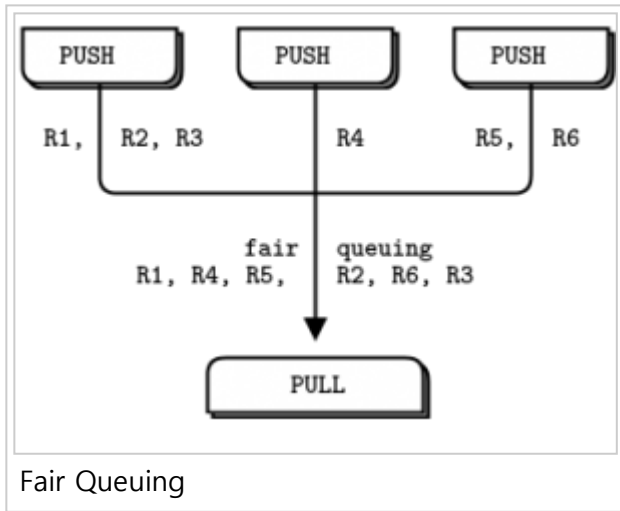 PUSH PUSH PUSH
R1, R2, R3 R4 R5, R6
fair queuing
R1, R4, R5, R2, R6, R3
PULL
Fair Queuing